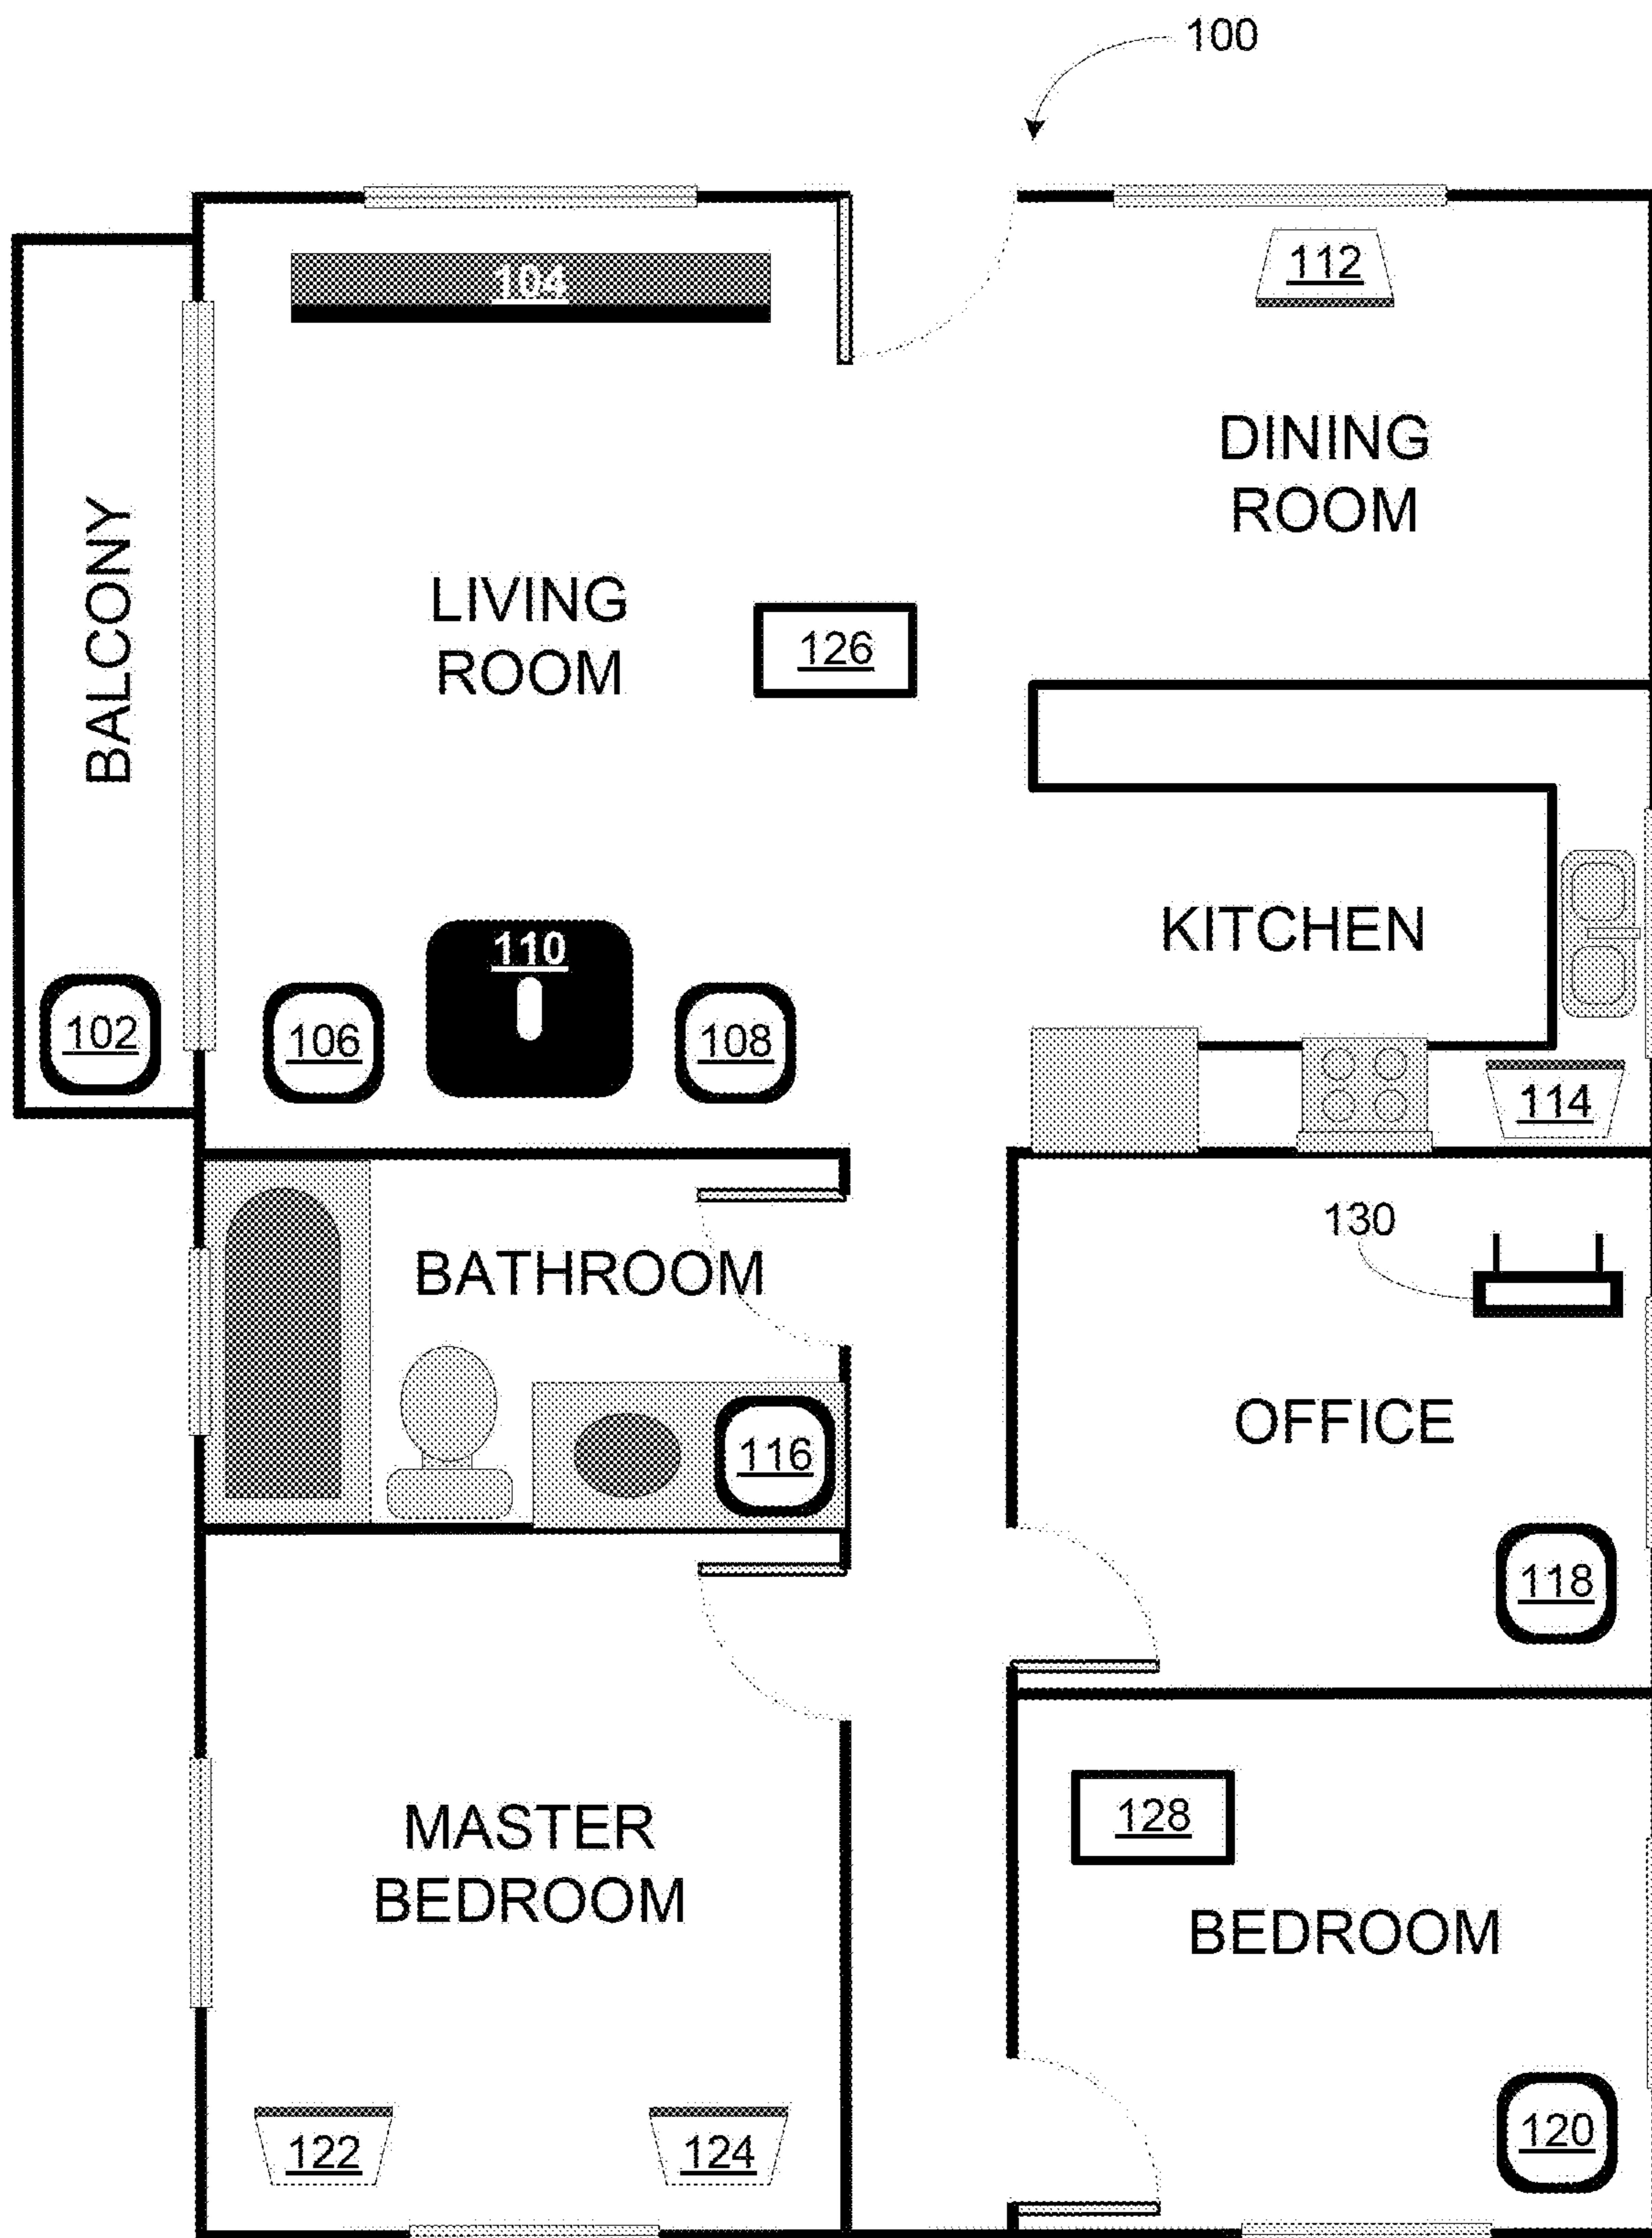 100
104
112
DINING
ROOM
BALCONY
LIVING
ROOM
126
110
KITCHEN
102
106
108
114
130
BATHROOM
OFFICE
116
118
128
MASTER
BEDROOM
BEDROOM
122
124
120